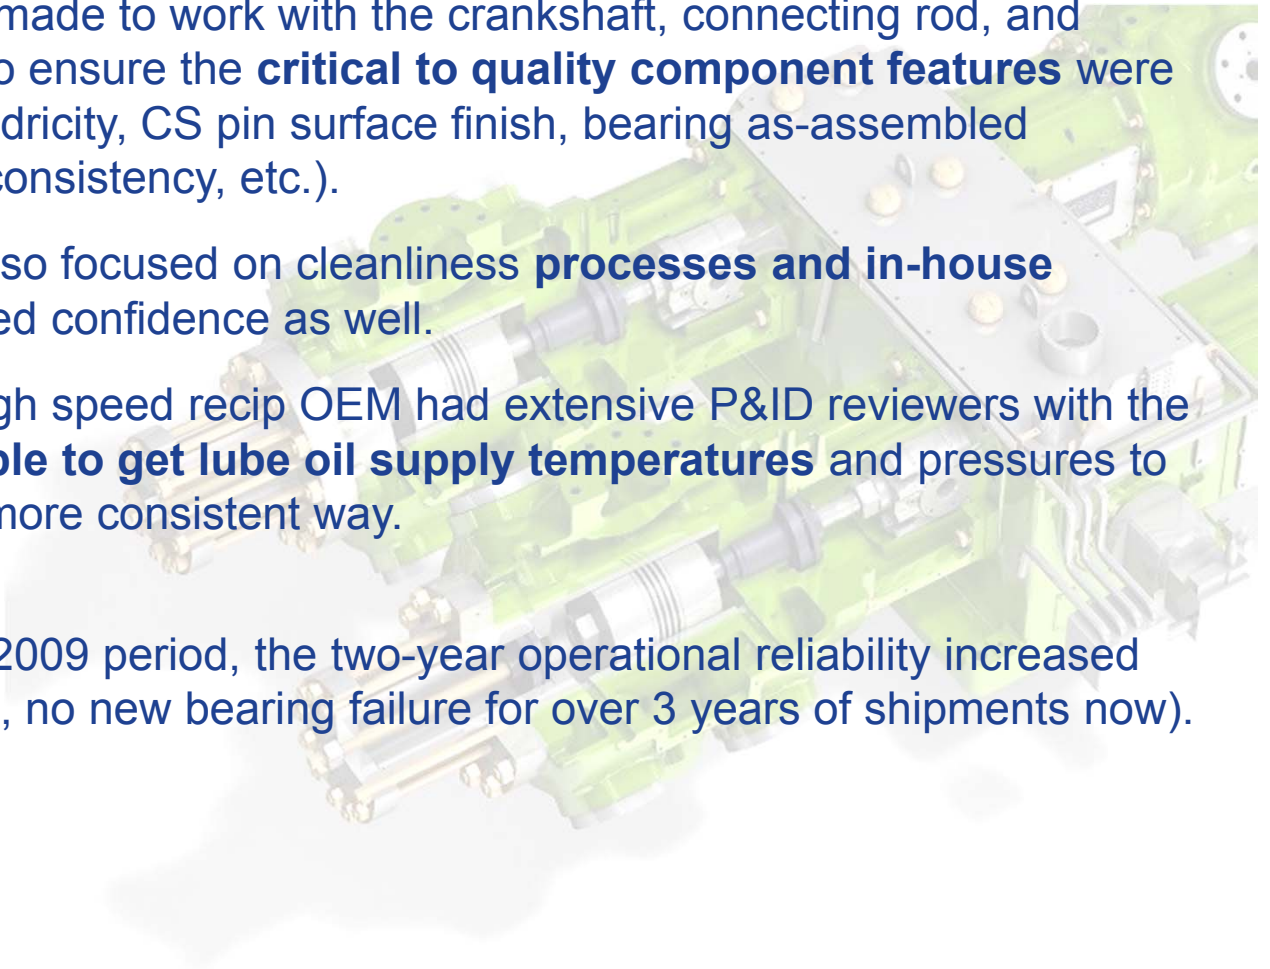 made to work with the crankshaft, connecting rod, and
o ensure the critical to quality component features were
dricity, CS pin surface finish, bearing as-assembled
consistency, etc.).
so focused on cleanliness processes and in-house
ed confidence as well.
gh speed recip OEM had extensive P&ID reviewers with the
ble to get lube oil supply temperatures and pressures to
more consistent way.
2009 period, the two-year operational reliability increased
, no new bearing failure for over 3 years of shipments now).